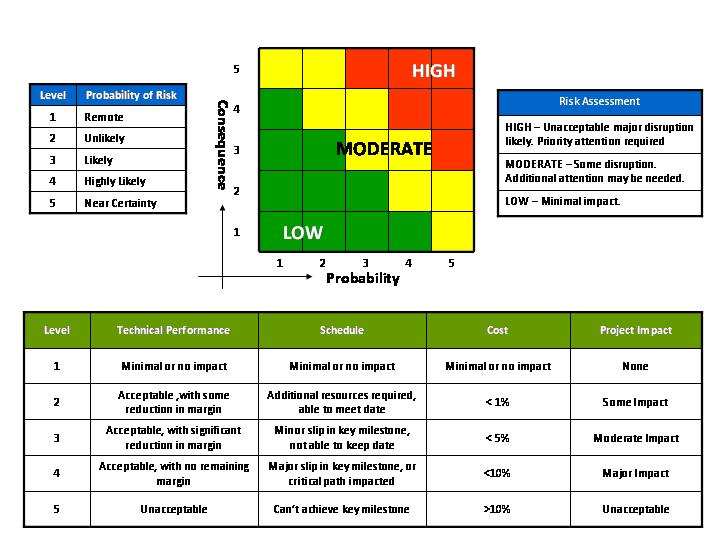 Level Probability of Risk
1 Remote
2 Unlikely
3 Likely
4 Highly Likely
5 Near Certainty
Consequence
5
4
3
2
1
HIGH
MODERATE
LOW
1 2 3 4 5
Probability
Risk Assessment
HIGH – Unacceptable major disruption
likely. Priority attention required
MODERATE – Some disruption.
Additional attention may be needed.
LOW – Minimal impact.
Level Technical Performance Schedule Cost Project Impact
1 Minimal or no impact Minimal or no impact Minimal or no impact None
2 Acceptable ,with some
reduction in margin
Additional resources required,
able to meet date
< 1% Some Impact
3 Acceptable, with significant
reduction in margin
Minor slip in key milestone,
not able to keep date
< 5% Moderate Impact
4 Acceptable, with no remaining
margin
Major slip in key milestone, or
critical path impacted
<10% Major Impact
5 Unacceptable Can't achieve key milestone >10% Unacceptable